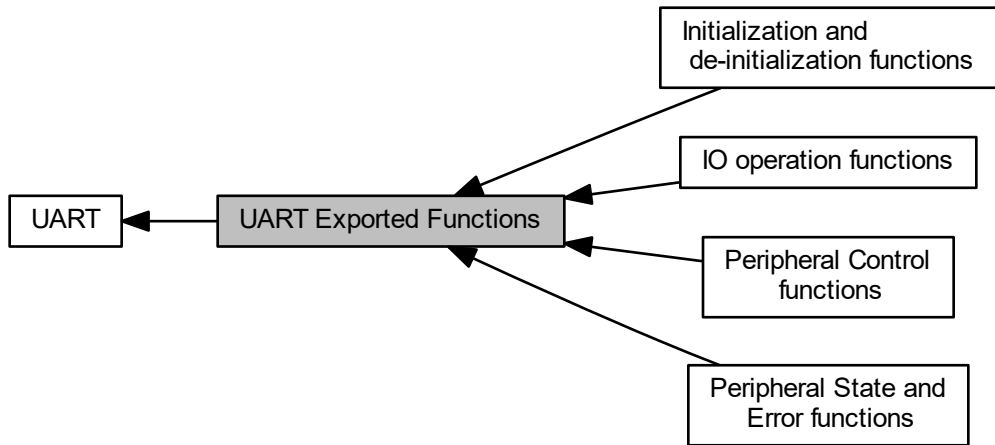 Initialization and
de-initialization functions
IO operation functions
UART
UART Exported Functions
Peripheral Control
functions
Peripheral State and
Error functions